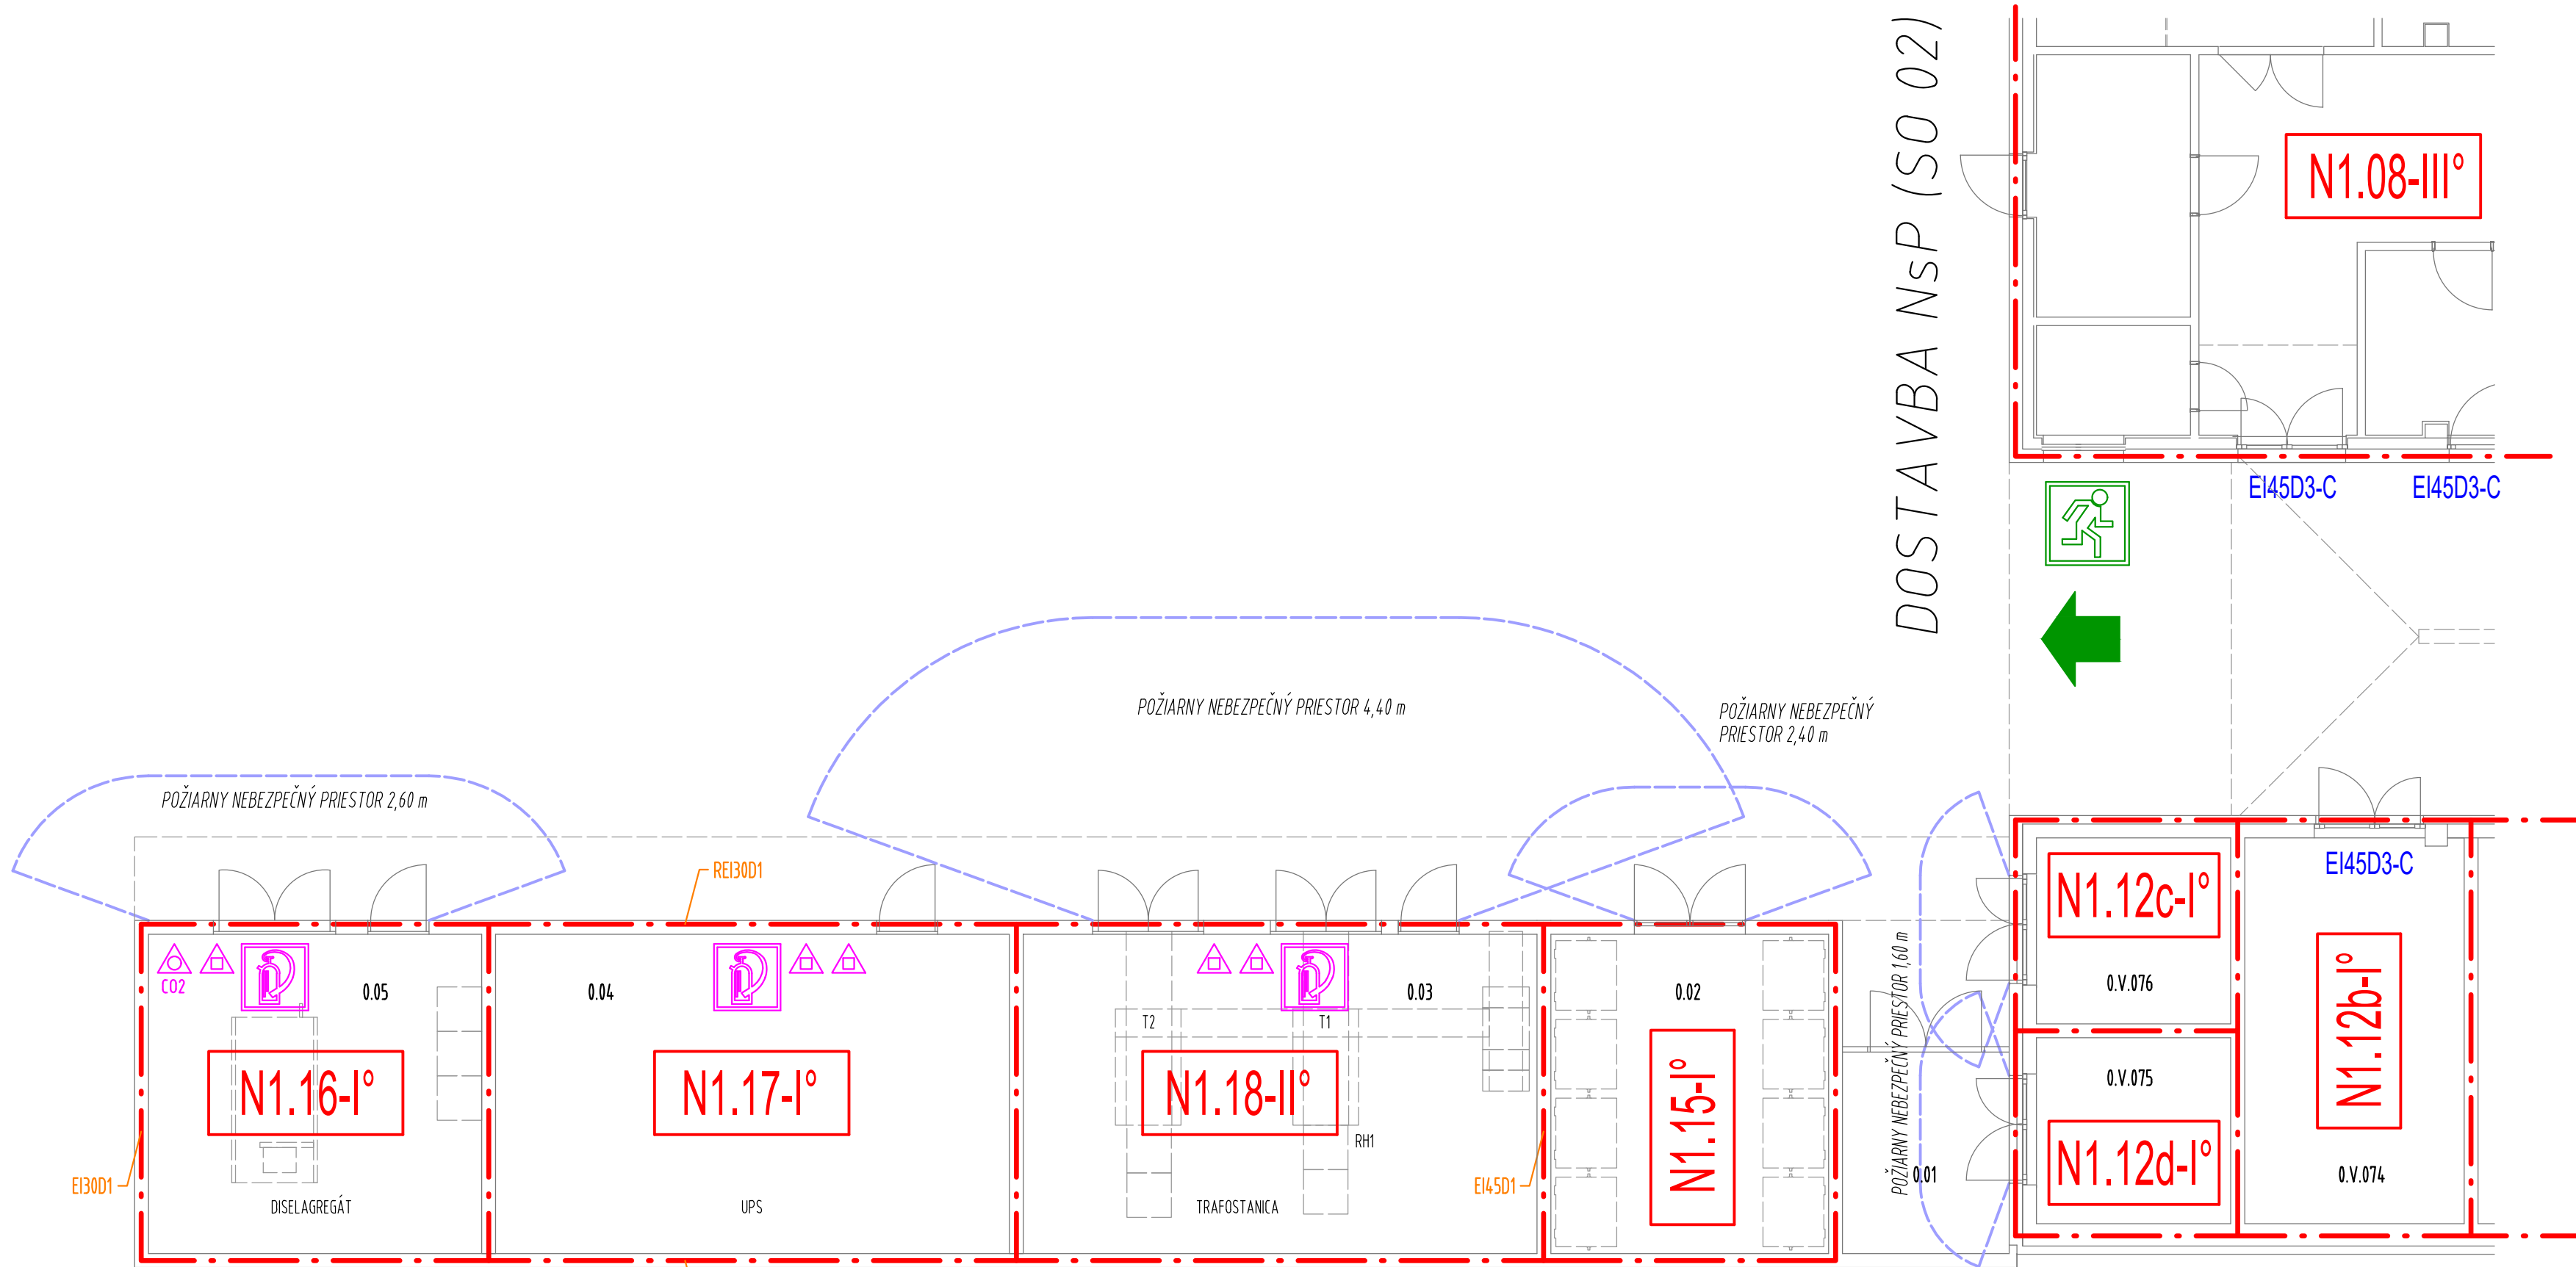 DOSTAVBA NsP (SO 02)
N1.08-III°
EI45D3-C
EI45D3-C
POŽIARNY NEBEZPEČNÝ PRIESTOR 4,40 m
POŽIARNY NEBEZPEČNÝ
PRIESTOR 2,40 m
POŽIARNY NEBEZPEČNÝ PRIESTOR 2,60 m
REI30D1
EI45D3-C
N1.12c-I°
0.V.076
N1.12b-I°
POŽIARNY NEBEZPEČNÝ PRIESTOR 1,60 m
CO2
0.05
0.04
0.03
0.02
T2
T1
N1.16-I°
N1.17-I°
N1.18-II°
N1.15-I°
0.V.075
RH1
N1.12d-I°
0.01
0.V.074
EI30D1
EI45D1
DISELAGREGÁT
UPS
TRAFOSTANICA